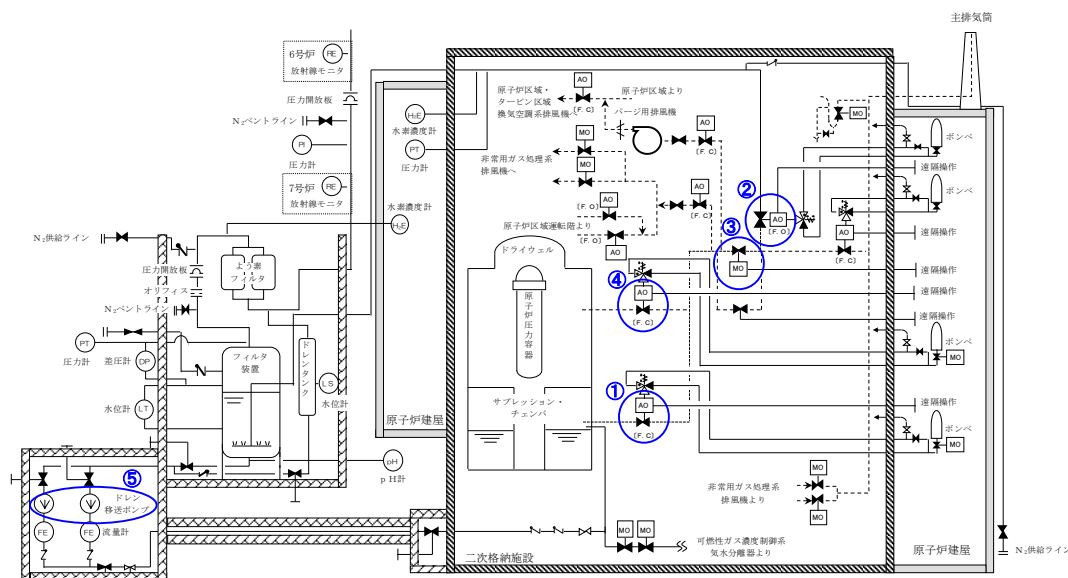 主排気筒
6号炉
放射線モニタ
RE
圧力開放板
N₂ベントライン
PI
圧力計
7号炉
放射線モニタ
RE
H₂E
水素濃度計
PT
圧力計
水素濃度計
H₂E
N₂供給ライン
圧力開放板
オリフィス
N₂ベントライン
よう素
フィルタ
PT
圧力計
差圧計
DP
フィルタ
装置
ドレンタンク
LS
水位計
水位計
LT
原子炉建屋
pH
pH計
⑤
ドレン
移送ポンプ
FE
FE
流量計
原子炉区域・
タービン区域
換気空調系排風機へ
AO
(F. C)
原子炉区域より
パージ用排風機
AO
(F. C)
MO
MO
非常用ガス処理系
排風機へ
AO
(F. O)
AO
(F. C)
原子炉区域運転階より
(F. O)
AO
ドライウェル
原子炉圧力容器
サプレッション・
チェンバ
②
AO
(F. O)
③
MO
④
AO
(F. C)
①
AO
(F. C)
MO
AO
(F. C)
ボンベ
遠隔操作
ボンベ
遠隔操作
遠隔操作
遠隔操作
遠隔操作
ボンベ
MO
遠隔操作
ボンベ
MO
MO
非常用ガス処理系
排風機より
MO
MO
MO
可燃性ガス濃度制御系
気水分離器より
二次格納施設
原子炉建屋
N₂供給ライン